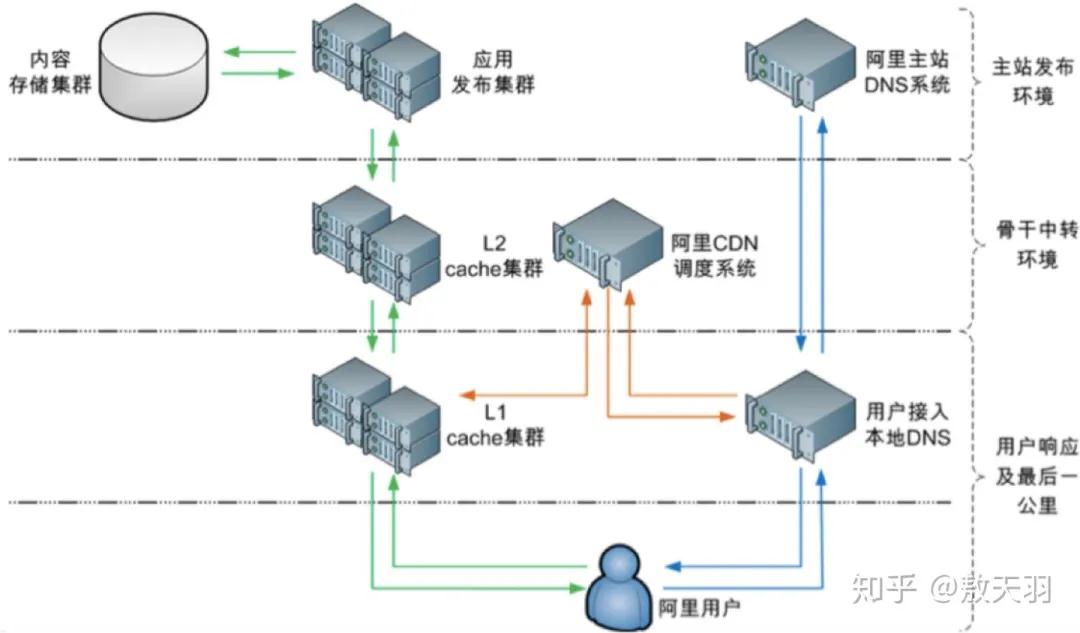 内容
存储集群
应用
发布集群
阿里主站
DNS系统
主站发布
环境
L2
cache集群
阿里CDN
调度系统
骨干中转
环境
L1
cache集群
用户接入
本地DNS
用户响应
及最后一
公里
阿里用户
知乎 @敖天羽